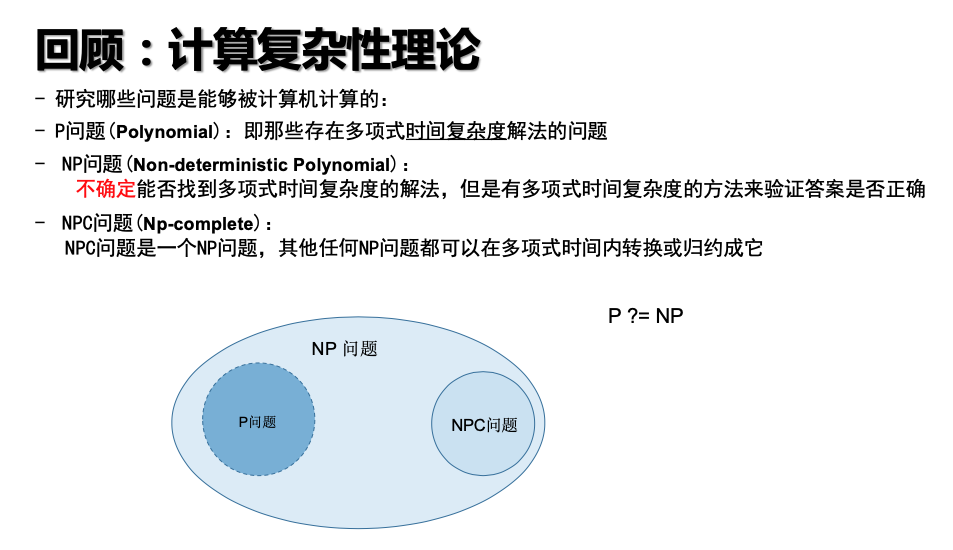 回顾：计算复杂性理论
- 研究哪些问题是能够被计算机计算的：
- P问题(Polynomial)：即那些存在多项式时间复杂度解法的问题
- NP问题(Non-deterministic Polynomial)：
不确定能否找到多项式时间复杂度的解法，但是有多项式时间复杂度的方法来验证答案是否正确
- NPC问题(Np-complete)：
NPC问题是一个NP问题，其他任何NP问题都可以在多项式时间内转换或归约成它
P ?= NP
NP 问题
P问题
NPC问题